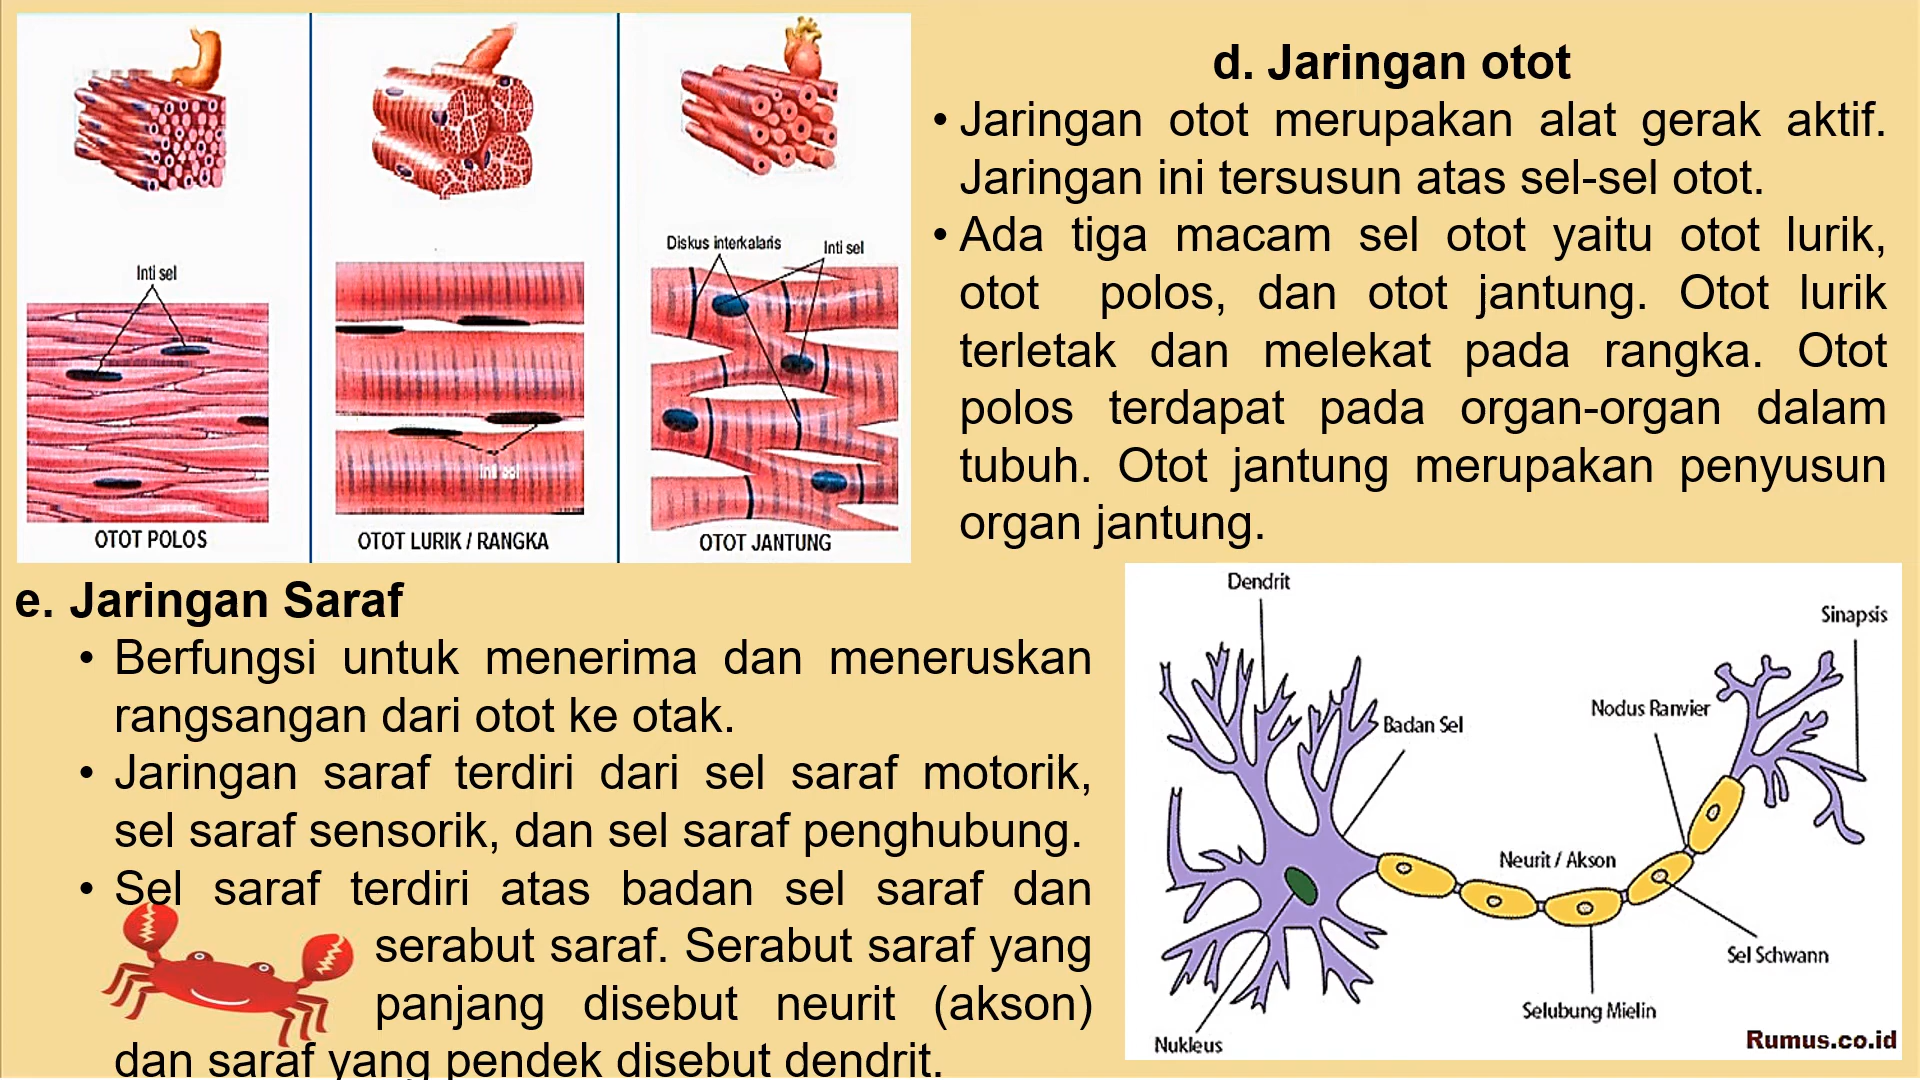 d. Jaringan otot
• Jaringan otot merupakan alat gerak aktif.
Jaringan ini tersusun atas sel-sel otot.
• Ada tiga macam sel otot yaitu otot lurik,
otot polos, dan otot jantung. Otot lurik
terletak dan melekat pada rangka. Otot
polos terdapat pada organ-organ dalam
tubuh. Otot jantung merupakan penyusun
organ jantung.
Inti sel
OTOT POLOS
Inti sel
OTOT LURIK / RANGKA
Diskus interkalaris
Inti sel
OTOT JANTUNG
e. Jaringan Saraf
• Berfungsi untuk menerima dan meneruskan
rangsangan dari otot ke otak.
• Jaringan saraf terdiri dari sel saraf motorik,
sel saraf sensorik, dan sel saraf penghubung.
• Sel saraf terdiri atas badan sel saraf dan
serabut saraf. Serabut saraf yang
panjang disebut neurit (akson)
dan saraf yang pendek disebut dendrit.
Dendrit
Sinapsis
Nodus Ranvier
Badan Sel
Neurit / Akson
Sel Schwann
Selubung Mielin
Nukleus
Rumus.co.id